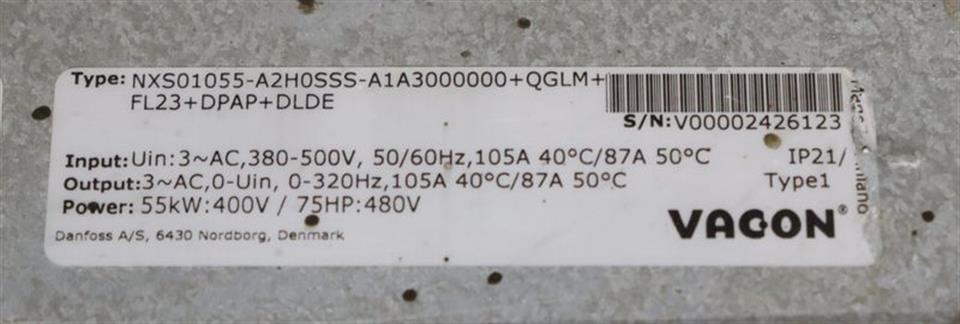 Type: NXS01055-A2H0SSS-A1A3000000+QGLM+
FL23+DPAP+DLDE
S/N:V00002426123
Input:Uin:3~AC,380-500V, 50/60Hz,105A 40°C/87A 50°C IP21/
Output:3~AC,0-Uin, 0-320Hz,105A 40°C/87A 50°C Type1
Power: 55kW:400V / 75HP:480V
VACON®
Danfoss A/S, 6430 Nordborg, Denmark